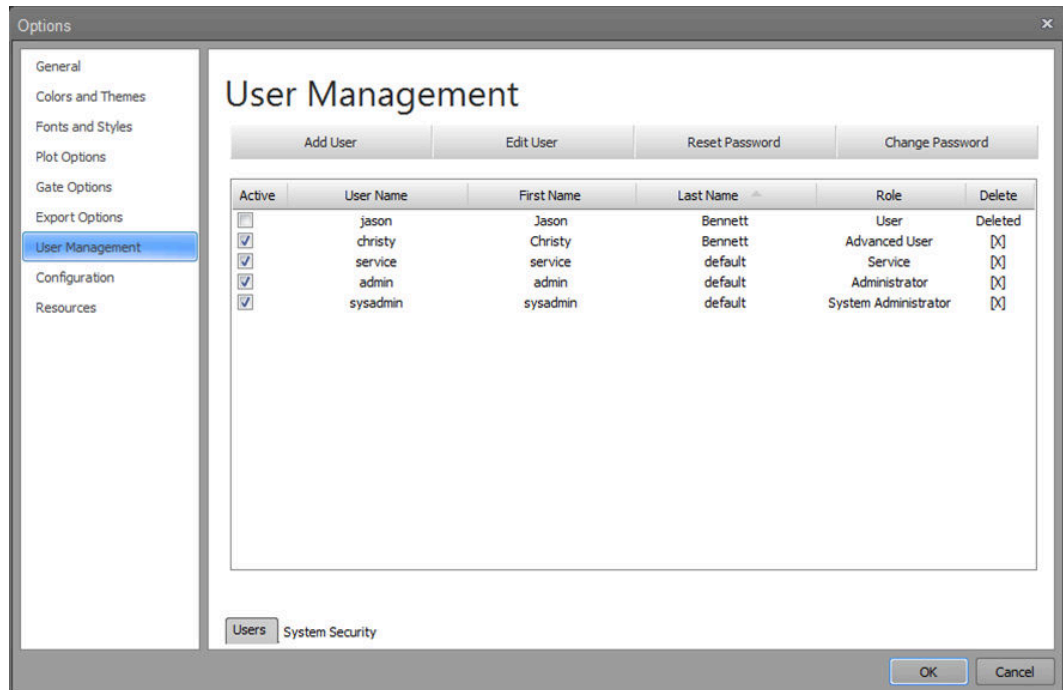 Options
General
Colors and Themes
Fonts and Styles
Plot Options
Gate Options
Export Options
User Management
Configuration
Resources
User Management
Add User Edit User Reset Password Change Password
Active User Name First Name Last Name Role Delete
jason Jason Bennett User Deleted
christy Christy Bennett Advanced User [X]
service service default Service [X]
admin admin default Administrator [X]
sysadmin sysadmin default System Administrator [X]
Users System Security
OK Cancel